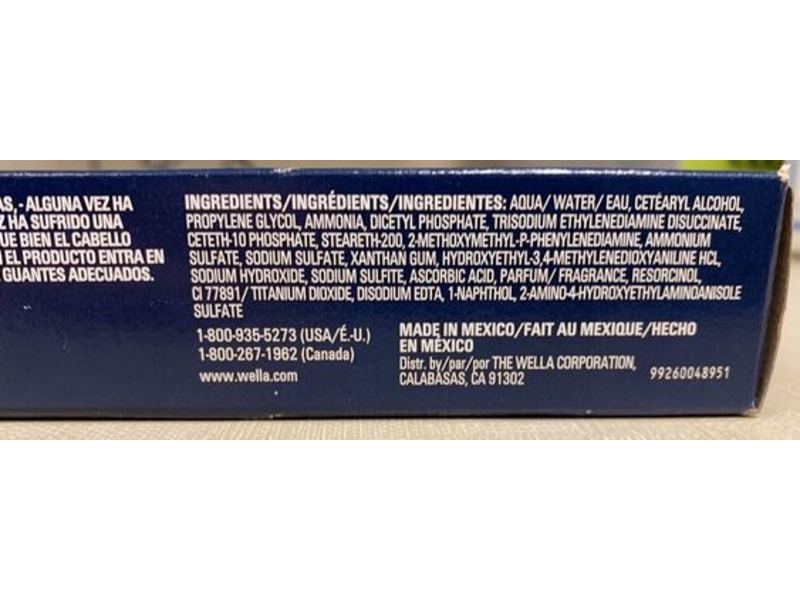 AS,- ALGUNA VEZ HA
Z HA SUFRIDO UNA
UE BIEN EL CABELLO
EL PRODUCTO ENTRA EN
GUANTES ADECUADOS.
INGREDIENTS/INGRÉDIENTS/INGREDIENTES: AQUA/ WATER/ EAU, CETEARYL ALCOHOL,
PROPYLENE GLYCOL, AMMONIA, DICETYL PHOSPHATE, TRISODIUM ETHYLENEDIAMINE DISUCCINATE,
CETETH-10 PHOSPHATE, STEARETH-200, 2-METHOXYMETHYL-P-PHENYLENEDIAMINE, AMMONIUM
SULFATE, SODIUM SULFATE, XANTHAN GUM, HYDROXYETHYL-3,4-METHYLENEDIOXYANILINE HCL,
SODIUM HYDROXIDE, SODIUM SULFITE, ASCORBIC ACID, PARFUM/ FRAGRANCE, RESORCINOL,
CI 77891/ TITANIUM DIOXIDE, DISODIUM EDTA, 1-NAPHTHOL, 2-AMINO-4-HYDROXYETHYLAMINOANISOLE
SULFATE
1-800-935-5273 (USA/É.-U.)
1-800-267-1962 (Canada)
www.wella.com
MADE IN MEXICO/FAIT AU MEXIQUE/HECHO
EN MÉXICO
Distr. by/par/por THE WELLA CORPORATION,
CALABASAS, CA 91302
99260048951